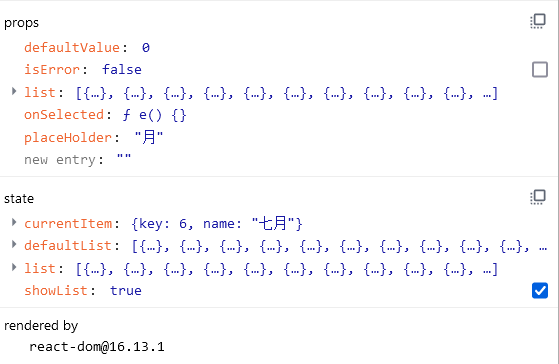 props
defaultValue: 0
isError: false
list: [{…}, {…}, {…}, {…}, {…}, {…}, {…}, {…}, {…}, {…}, …]
onSelected: ƒ e() {}
placeHolder: "月"
new entry: ""
state
currentItem: {key: 6, name: "七月"}
defaultList: [{…}, {…}, {…}, {…}, {…}, {…}, {…}, {…}, {…}, {…}, …
list: [{…}, {…}, {…}, {…}, {…}, {…}, {…}, {…}, {…}, {…}, …]
showList: true
rendered by
react-dom@16.13.1